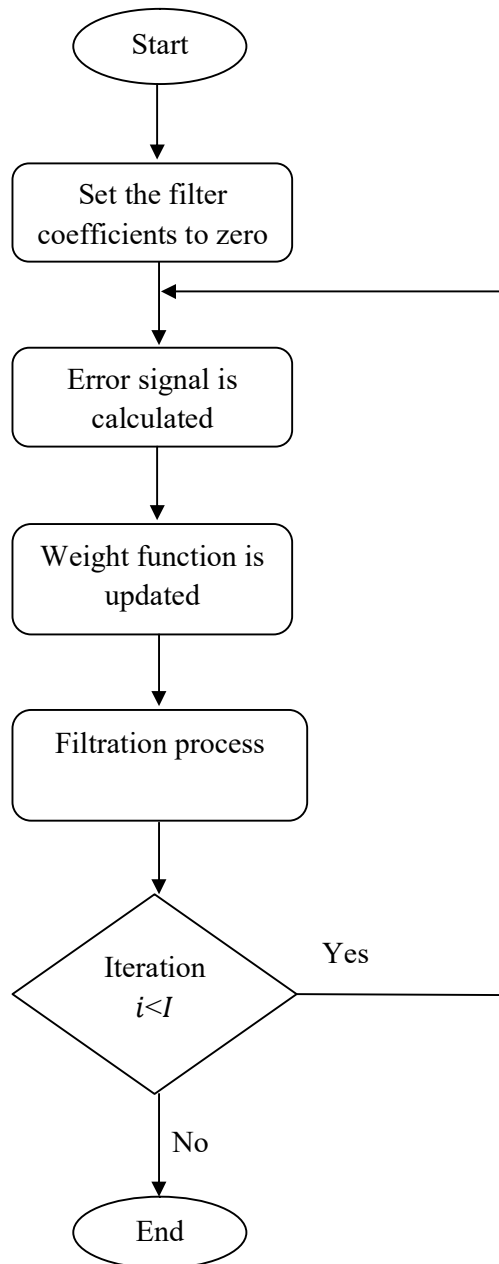 Start
Set the filter
coefficients to zero
Error signal is
calculated
Weight function is
updated
Filtration process
Iteration
i<I
Yes
No
End